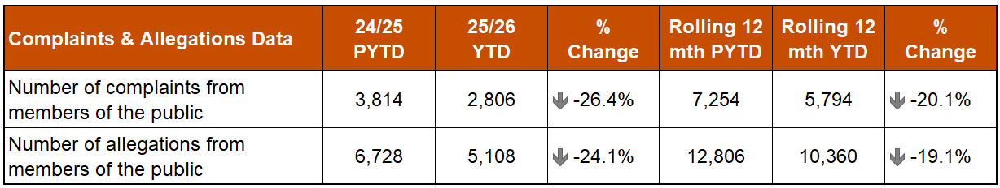 Complaints & Allegations Data
24/25 PYTD
25/26 YTD
% Change
Rolling 12 mth PYTD
Rolling 12 mth YTD
% Change
Number of complaints from
members of the public
3,814
2,806
-26.4%
7,254
5,794
-20.1%
Number of allegations from
members of the public
6,728
5,108
-24.1%
12,806
10,360
-19.1%